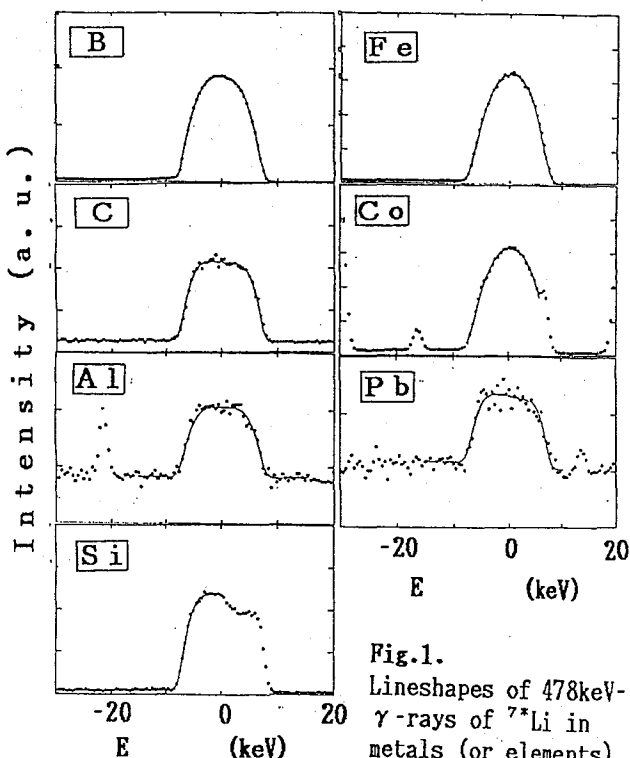 B
Fe
C
Co
Al
Pb
Si
Intensity (a. u.)
-20 0 20
E (keV)
-20 0 20
E (keV)
Fig.1.
Lineshapes of 478keV-
γ-rays of ⁷*Li in
metals (or elements)